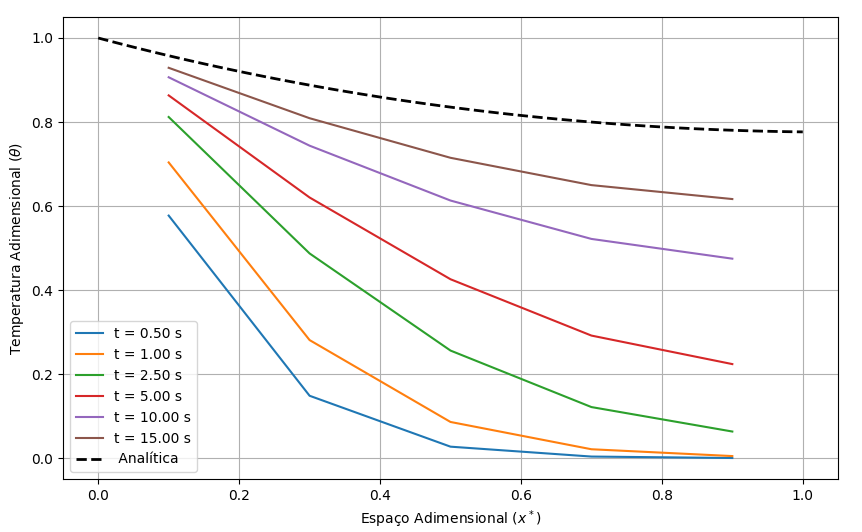 1.0
0.8
0.6
0.4
0.2
0.0
Temperatura Adimensional (θ)
t = 0.50 s
t = 1.00 s
t = 2.50 s
t = 5.00 s
t = 10.00 s
t = 15.00 s
Analítica
0.0 0.2 0.4 0.6 0.8 1.0
Espaço Adimensional (x*)